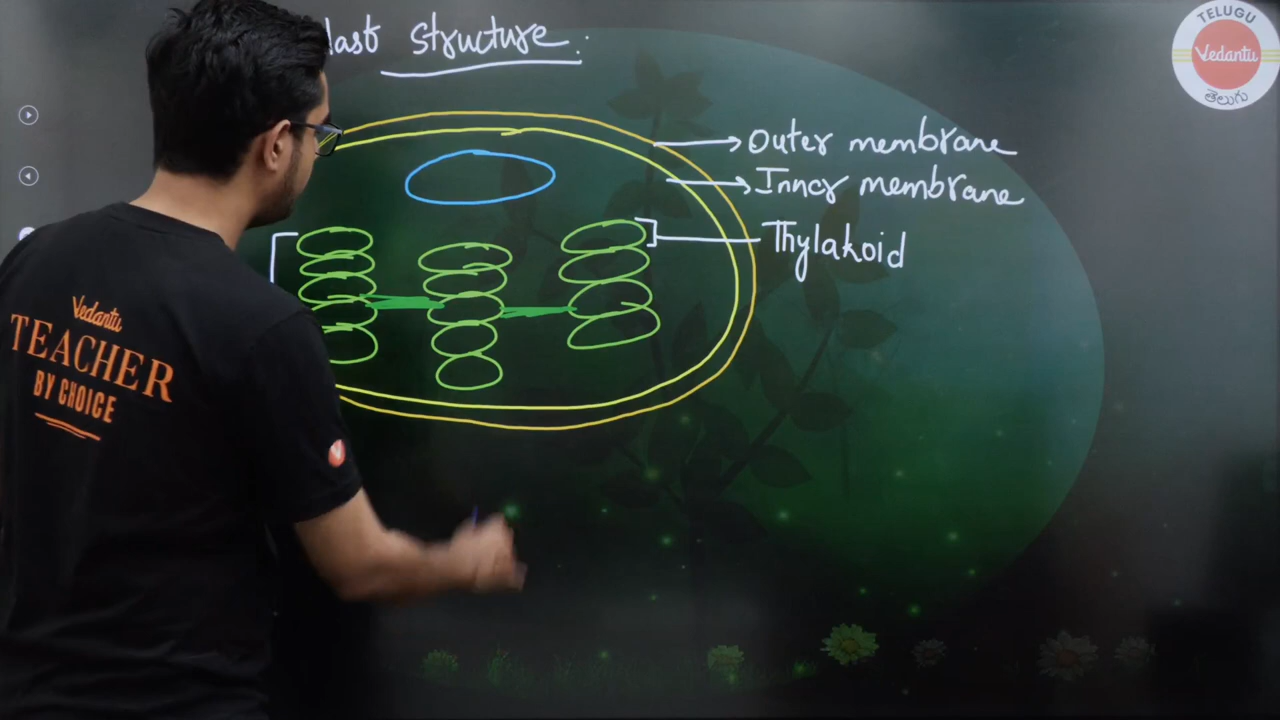 last structure
TELUGU
Vedantu
తెలుగు
Outer membrane
Inner membrane
Thylakoid
Vedantu
TEACHER
BY CHOICE
V